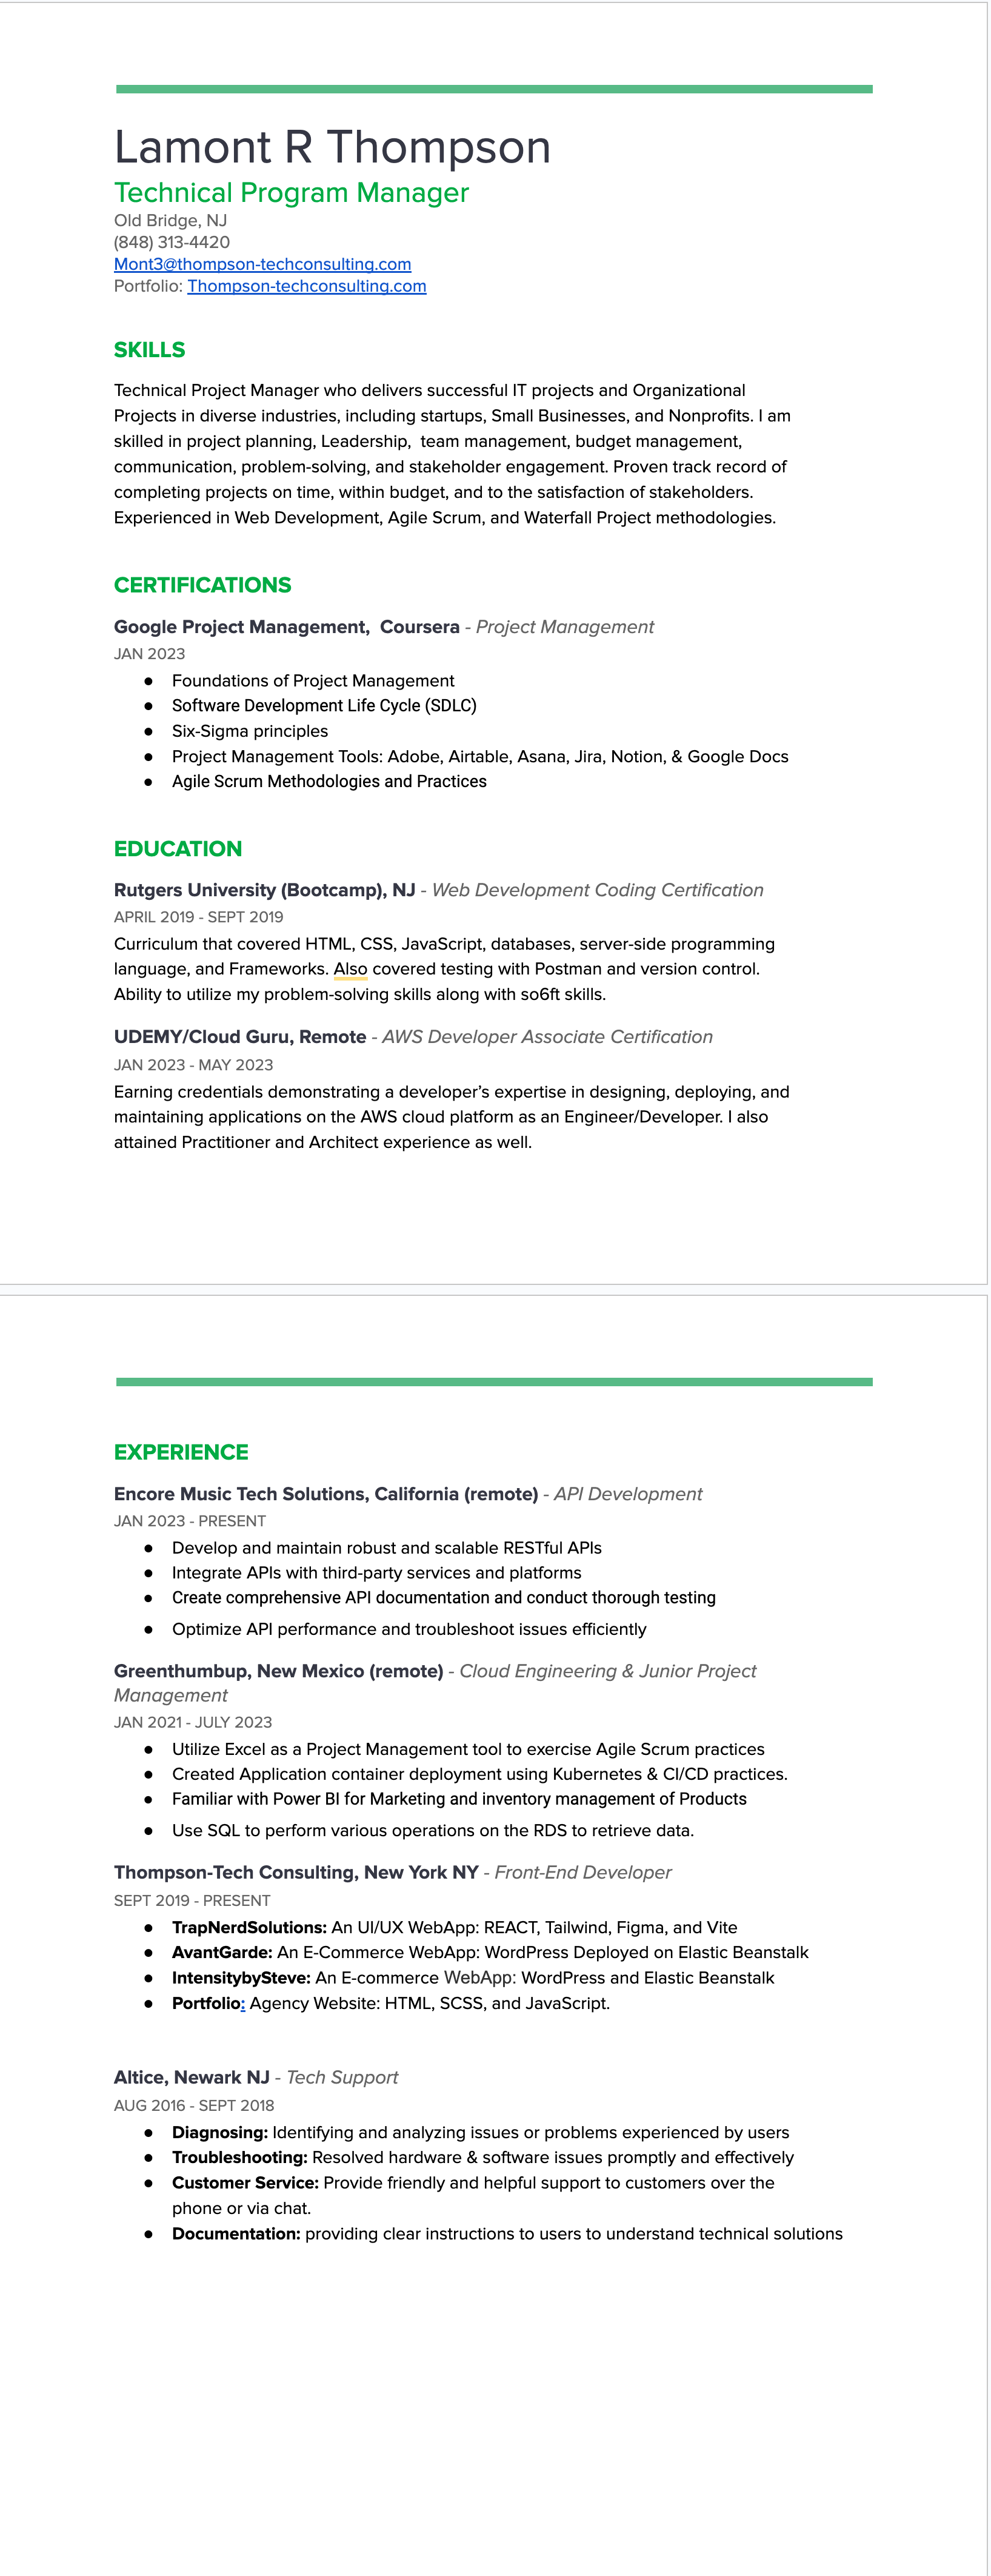 Lamont R Thompson
Technical Program Manager
Old Bridge, NJ
(848) 313-4420
Mont3@thompson-techconsulting.com
Portfolio: Thompson-techconsulting.com
SKILLS
Technical Project Manager who delivers successful IT projects and Organizational
Projects in diverse industries, including startups, Small Businesses, and Nonprofits. I am
skilled in project planning, Leadership,  team management, budget management,
communication, problem-solving, and stakeholder engagement. Proven track record of
completing projects on time, within budget, and to the satisfaction of stakeholders.
Experienced in Web Development, Agile Scrum, and Waterfall Project methodologies.
CERTIFICATIONS
Google Project Management,  Coursera - Project Management
JAN 2023
● Foundations of Project Management
● Software Development Life Cycle (SDLC)
● Six-Sigma principles
● Project Management Tools: Adobe, Airtable, Asana, Jira, Notion, & Google Docs
● Agile Scrum Methodologies and Practices
EDUCATION
Rutgers University (Bootcamp), NJ - Web Development Coding Certification
APRIL 2019 - SEPT 2019
Curriculum that covered HTML, CSS, JavaScript, databases, server-side programming
language, and Frameworks. Also covered testing with Postman and version control.
Ability to utilize my problem-solving skills along with so6ft skills.
UDEMY/Cloud Guru, Remote - AWS Developer Associate Certification
JAN 2023 - MAY 2023
Earning credentials demonstrating a developer’s expertise in designing, deploying, and
maintaining applications on the AWS cloud platform as an Engineer/Developer. I also
attained Practitioner and Architect experience as well.
EXPERIENCE
Encore Music Tech Solutions, California (remote) - API Development
JAN 2023 - PRESENT
● Develop and maintain robust and scalable RESTful APIs
● Integrate APIs with third-party services and platforms
● Create comprehensive API documentation and conduct thorough testing
● Optimize API performance and troubleshoot issues efficiently
Greenthumbup, New Mexico (remote) - Cloud Engineering & Junior Project
Management
JAN 2021 - JULY 2023
● Utilize Excel as a Project Management tool to exercise Agile Scrum practices
● Created Application container deployment using Kubernetes & CI/CD practices.
● Familiar with Power BI for Marketing and inventory management of Products
● Use SQL to perform various operations on the RDS to retrieve data.
Thompson-Tech Consulting, New York NY - Front-End Developer
SEPT 2019 - PRESENT
● TrapNerdSolutions: An UI/UX WebApp: REACT, Tailwind, Figma, and Vite
● AvantGarde: An E-Commerce WebApp: WordPress Deployed on Elastic Beanstalk
● IntensitybySteve: An E-commerce WebApp: WordPress and Elastic Beanstalk
● Portfolio: Agency Website: HTML, SCSS, and JavaScript.
Altice, Newark NJ - Tech Support
AUG 2016 - SEPT 2018
● Diagnosing: Identifying and analyzing issues or problems experienced by users
● Troubleshooting: Resolved hardware & software issues promptly and effectively
● Customer Service: Provide friendly and helpful support to customers over the
phone or via chat.
● Documentation: providing clear instructions to users to understand technical solutions